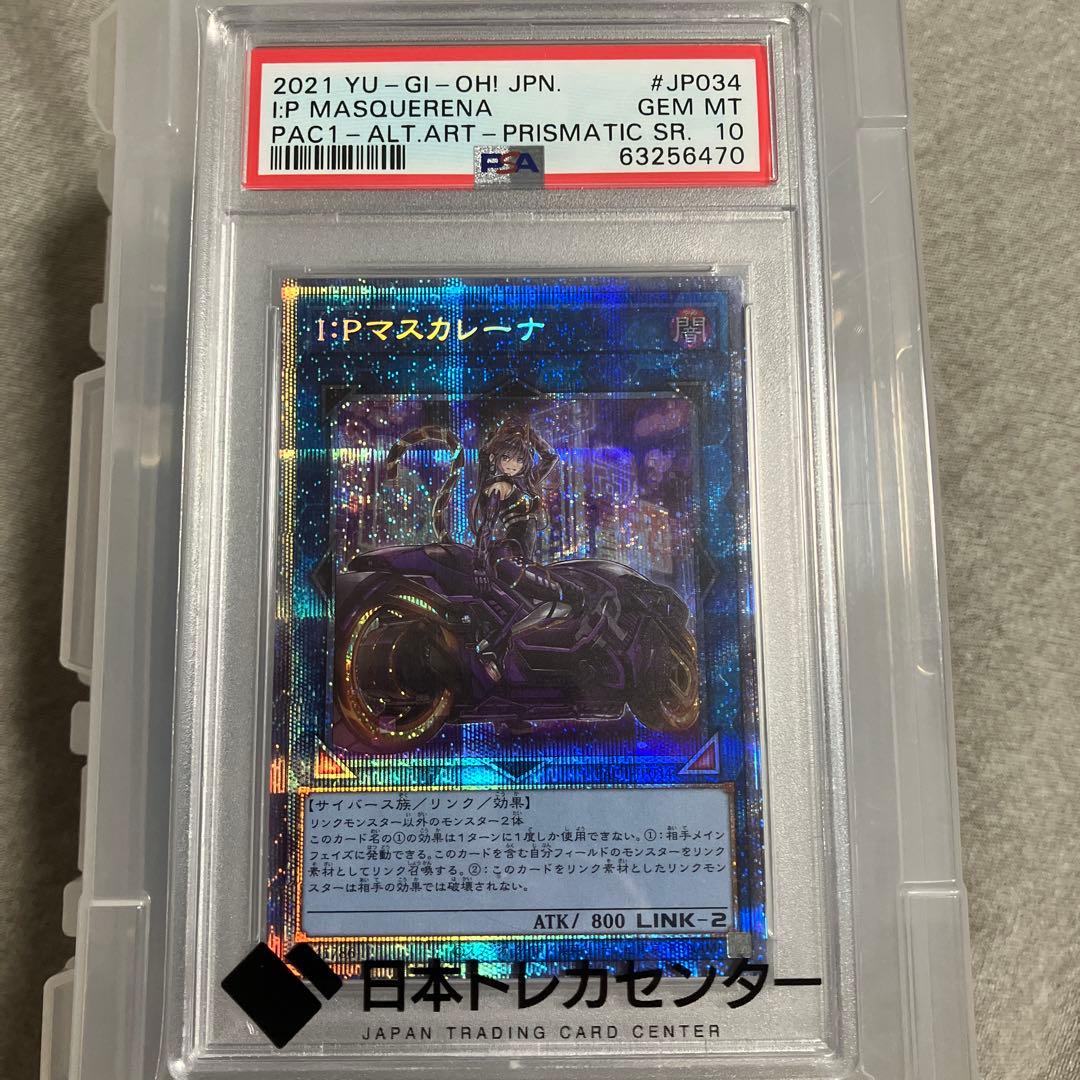 2021 YU-GI-OH! JPN. #JP034
I:P MASQUERENA GEM MT
PAC1-ALT.ART-PRISMATIC SR. 10
PSA 63256470
I:Pマスカレーナ
闇
【サイバース族／リンク／効果】
リンクモンスター以外のモンスター2体
このカード名の①の効果は1ターンに1度しか使用できない。①：相手メイン
フェイズに発動できる。このカードを含む自分フィールドのモンスターをリンク
素材としてリンク召喚する。②：このカードをリンク素材としたリンクモン
スターは相手の効果では破壊されない。
ATK/ 800 LINK-2
日本トレカセンター
JAPAN TRADING CARD CENTER